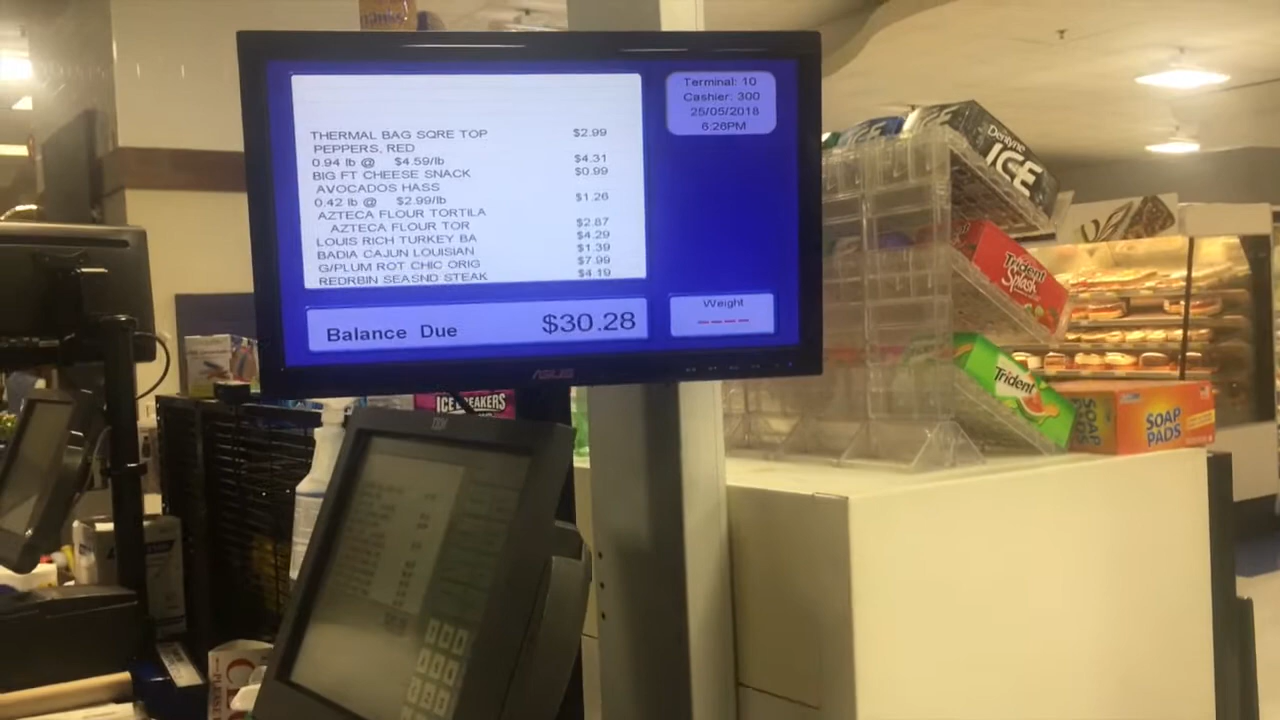 THERMAL BAG SQRE TOP $2.99
PEPPERS, RED
0.94 lb @ $4.59/lb $4.31
BIG FT CHEESE SNACK $0.99
AVOCADOS HASS
0.42 lb @ $2.99/lb $1.26
AZTECA FLOUR TORTILA
AZTECA FLOUR TOR $2.87
LOUIS RICH TURKEY BA $4.29
BADIA CAJUN LOUISIAN $1.39
G/PLUM ROT CHIC ORIG $7.99
REDRBIN SEASND STEAK $4.19
Balance Due $30.28
Terminal: 10
Cashier: 300
25/05/2018
6:26PM
Weight
----
ASUS
ICE BREAKERS
Dentyne
ICE
Trident
Splash
Trident
SOAP
PADS
SOAP
PADS